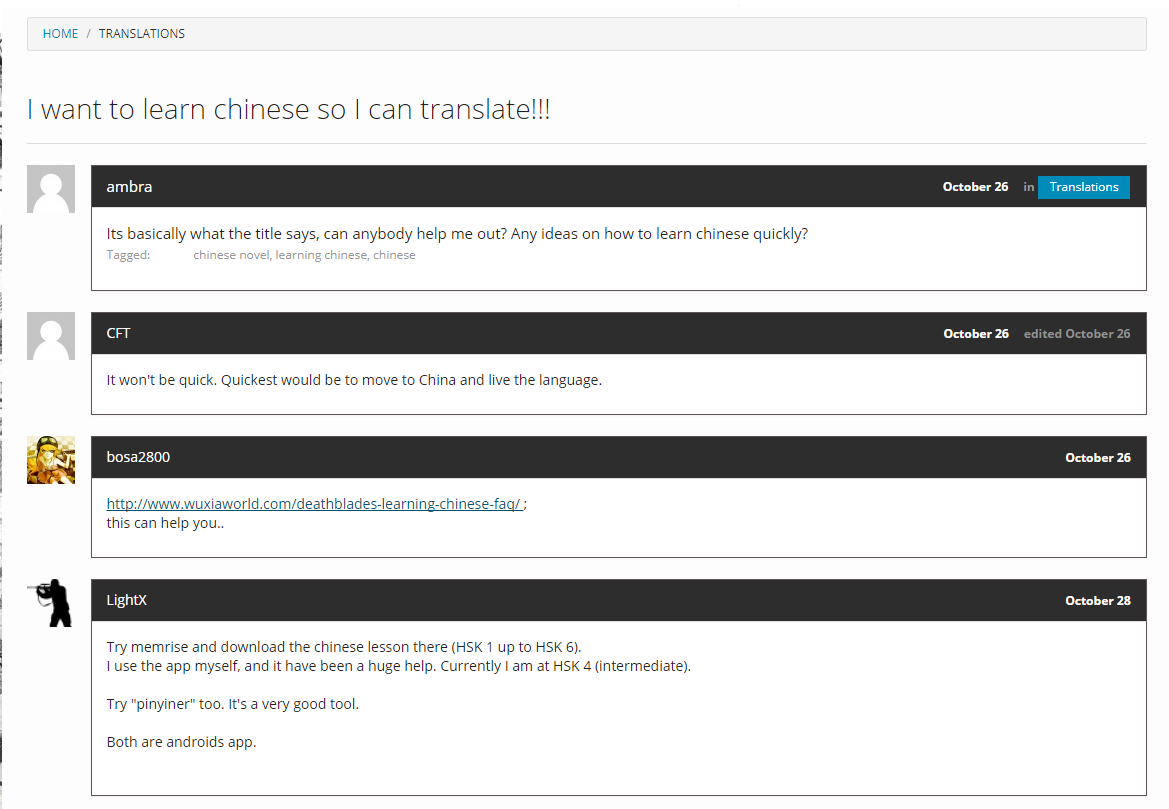 HOME / TRANSLATIONS
I want to learn chinese so I can translate!!!
ambra October 26 in Translations
Its basically what the title says, can anybody help me out? Any ideas on how to learn chinese quickly?
Tagged: chinese novel, learning chinese, chinese
CFT October 26 edited October 26
It won't be quick. Quickest would be to move to China and live the language.
bosa2800 October 26
http://www.wuxiaworld.com/deathblades-learning-chinese-faq/ ;
this can help you..
LightX October 28
Try memrise and download the chinese lesson there (HSK 1 up to HSK 6).
I use the app myself, and it have been a huge help. Currently I am at HSK 4 (intermediate).
Try "pinyiner" too. It's a very good tool.
Both are androids app.